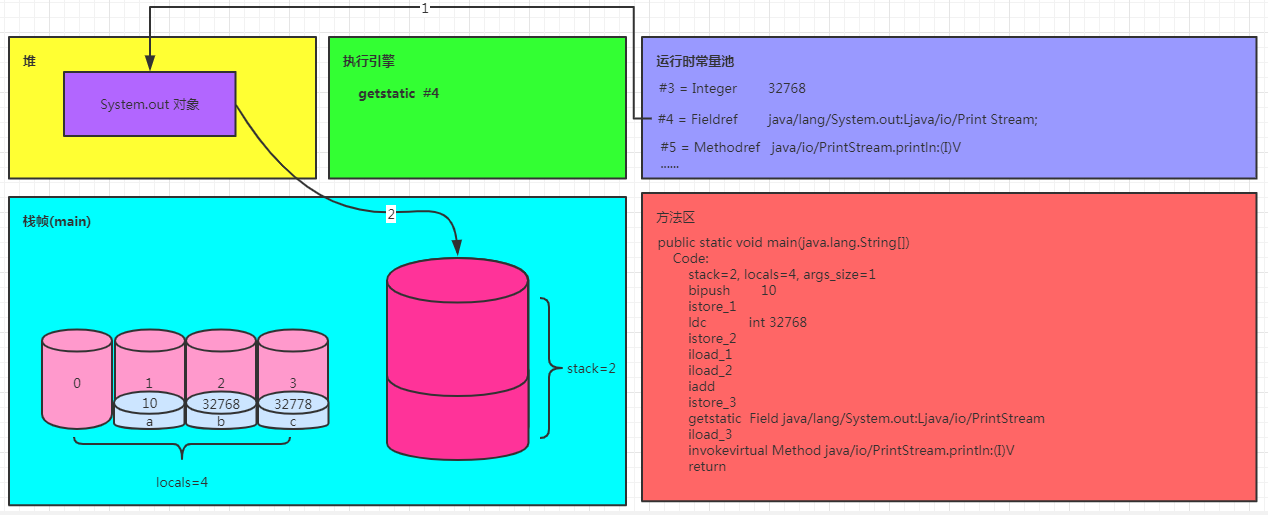 1
堆
System.out 对象
执行引擎
getstatic #4
运行时常量池
#3 = Integer 32768
#4 = Fieldref java/lang/System.out:Ljava/io/Print Stream;
#5 = Methodref java/io/PrintStream.println:(I)V
......
栈帧(main)
2
0
1
2
3
10
32768
32778
a
b
c
locals=4
stack=2
方法区
public static void main(java.lang.String[])
Code:
stack=2, locals=4, args_size=1
bipush 10
istore_1
ldc int 32768
istore_2
iload_1
iload_2
iadd
istore_3
getstatic Field java/lang/System.out:Ljava/io/PrintStream
iload_3
invokevirtual Method java/io/PrintStream.println:(I)V
return